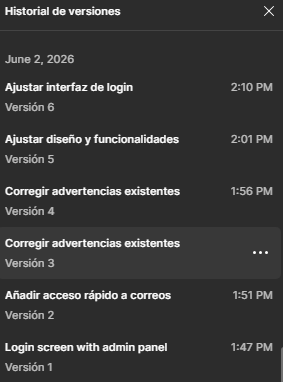 Historial de versiones
June 2, 2026
Ajustar interfaz de login 2:10 PM
Versión 6
Ajustar diseño y funcionalidades 2:01 PM
Versión 5
Corregir advertencias existentes 1:56 PM
Versión 4
Corregir advertencias existentes
Versión 3
Añadir acceso rápido a correos 1:51 PM
Versión 2
Login screen with admin panel 1:47 PM
Versión 1